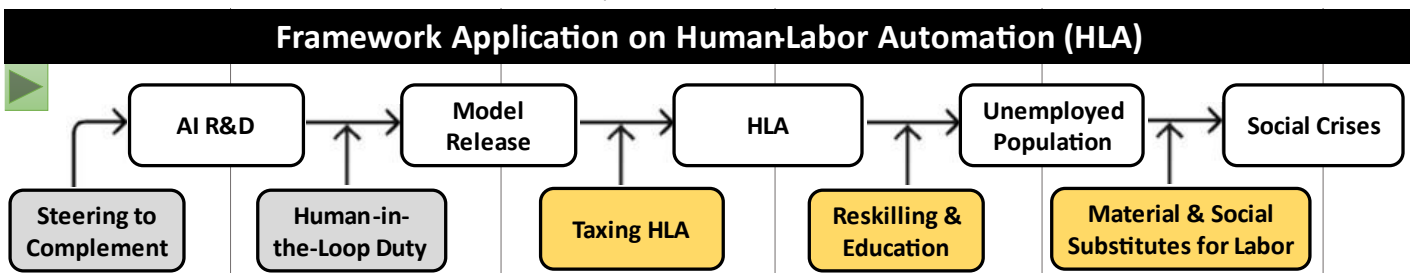 Framework Application on Human-Labor Automation (HLA)
AI R&D
Model
Release
HLA
Unemployed
Population
Social Crises
Steering to
Complement
Human-in-
the-Loop Duty
Taxing HLA
Reskilling &
Education
Material & Social
Substitutes for Labor